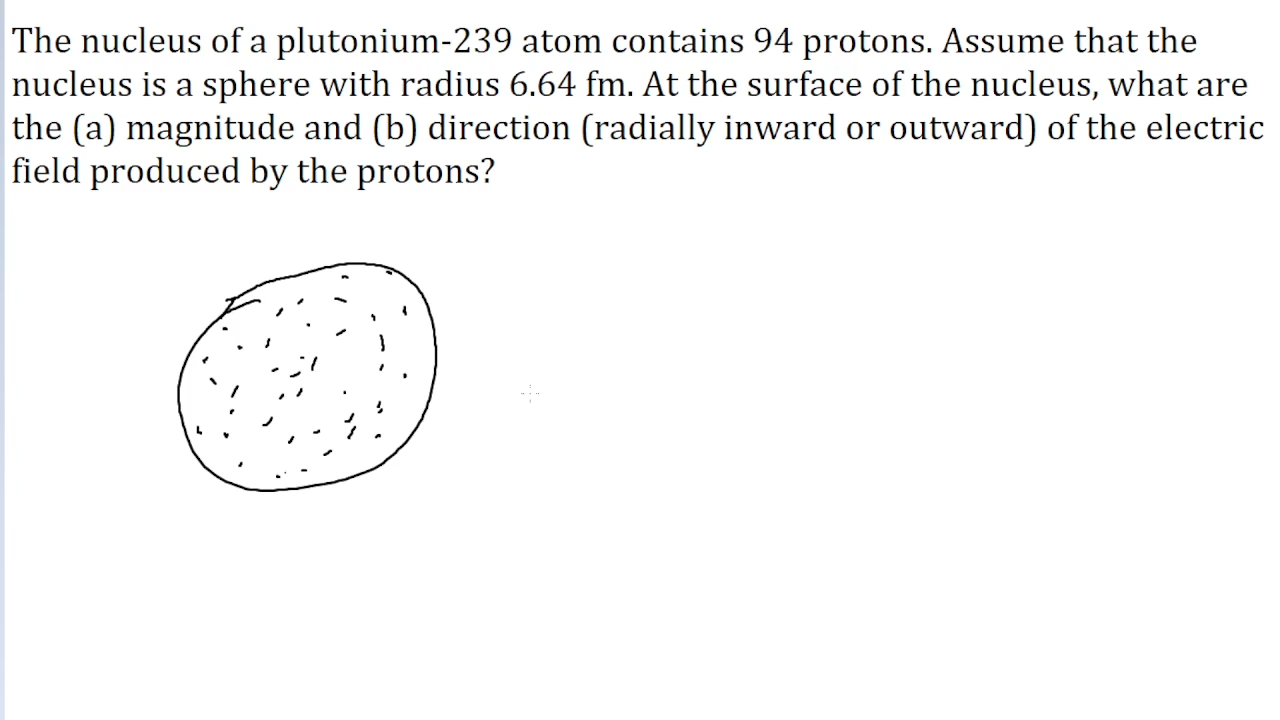 The nucleus of a plutonium-239 atom contains 94 protons. Assume that the
nucleus is a sphere with radius 6.64 fm. At the surface of the nucleus, what are
the (a) magnitude and (b) direction (radially inward or outward) of the electric
field produced by the protons?